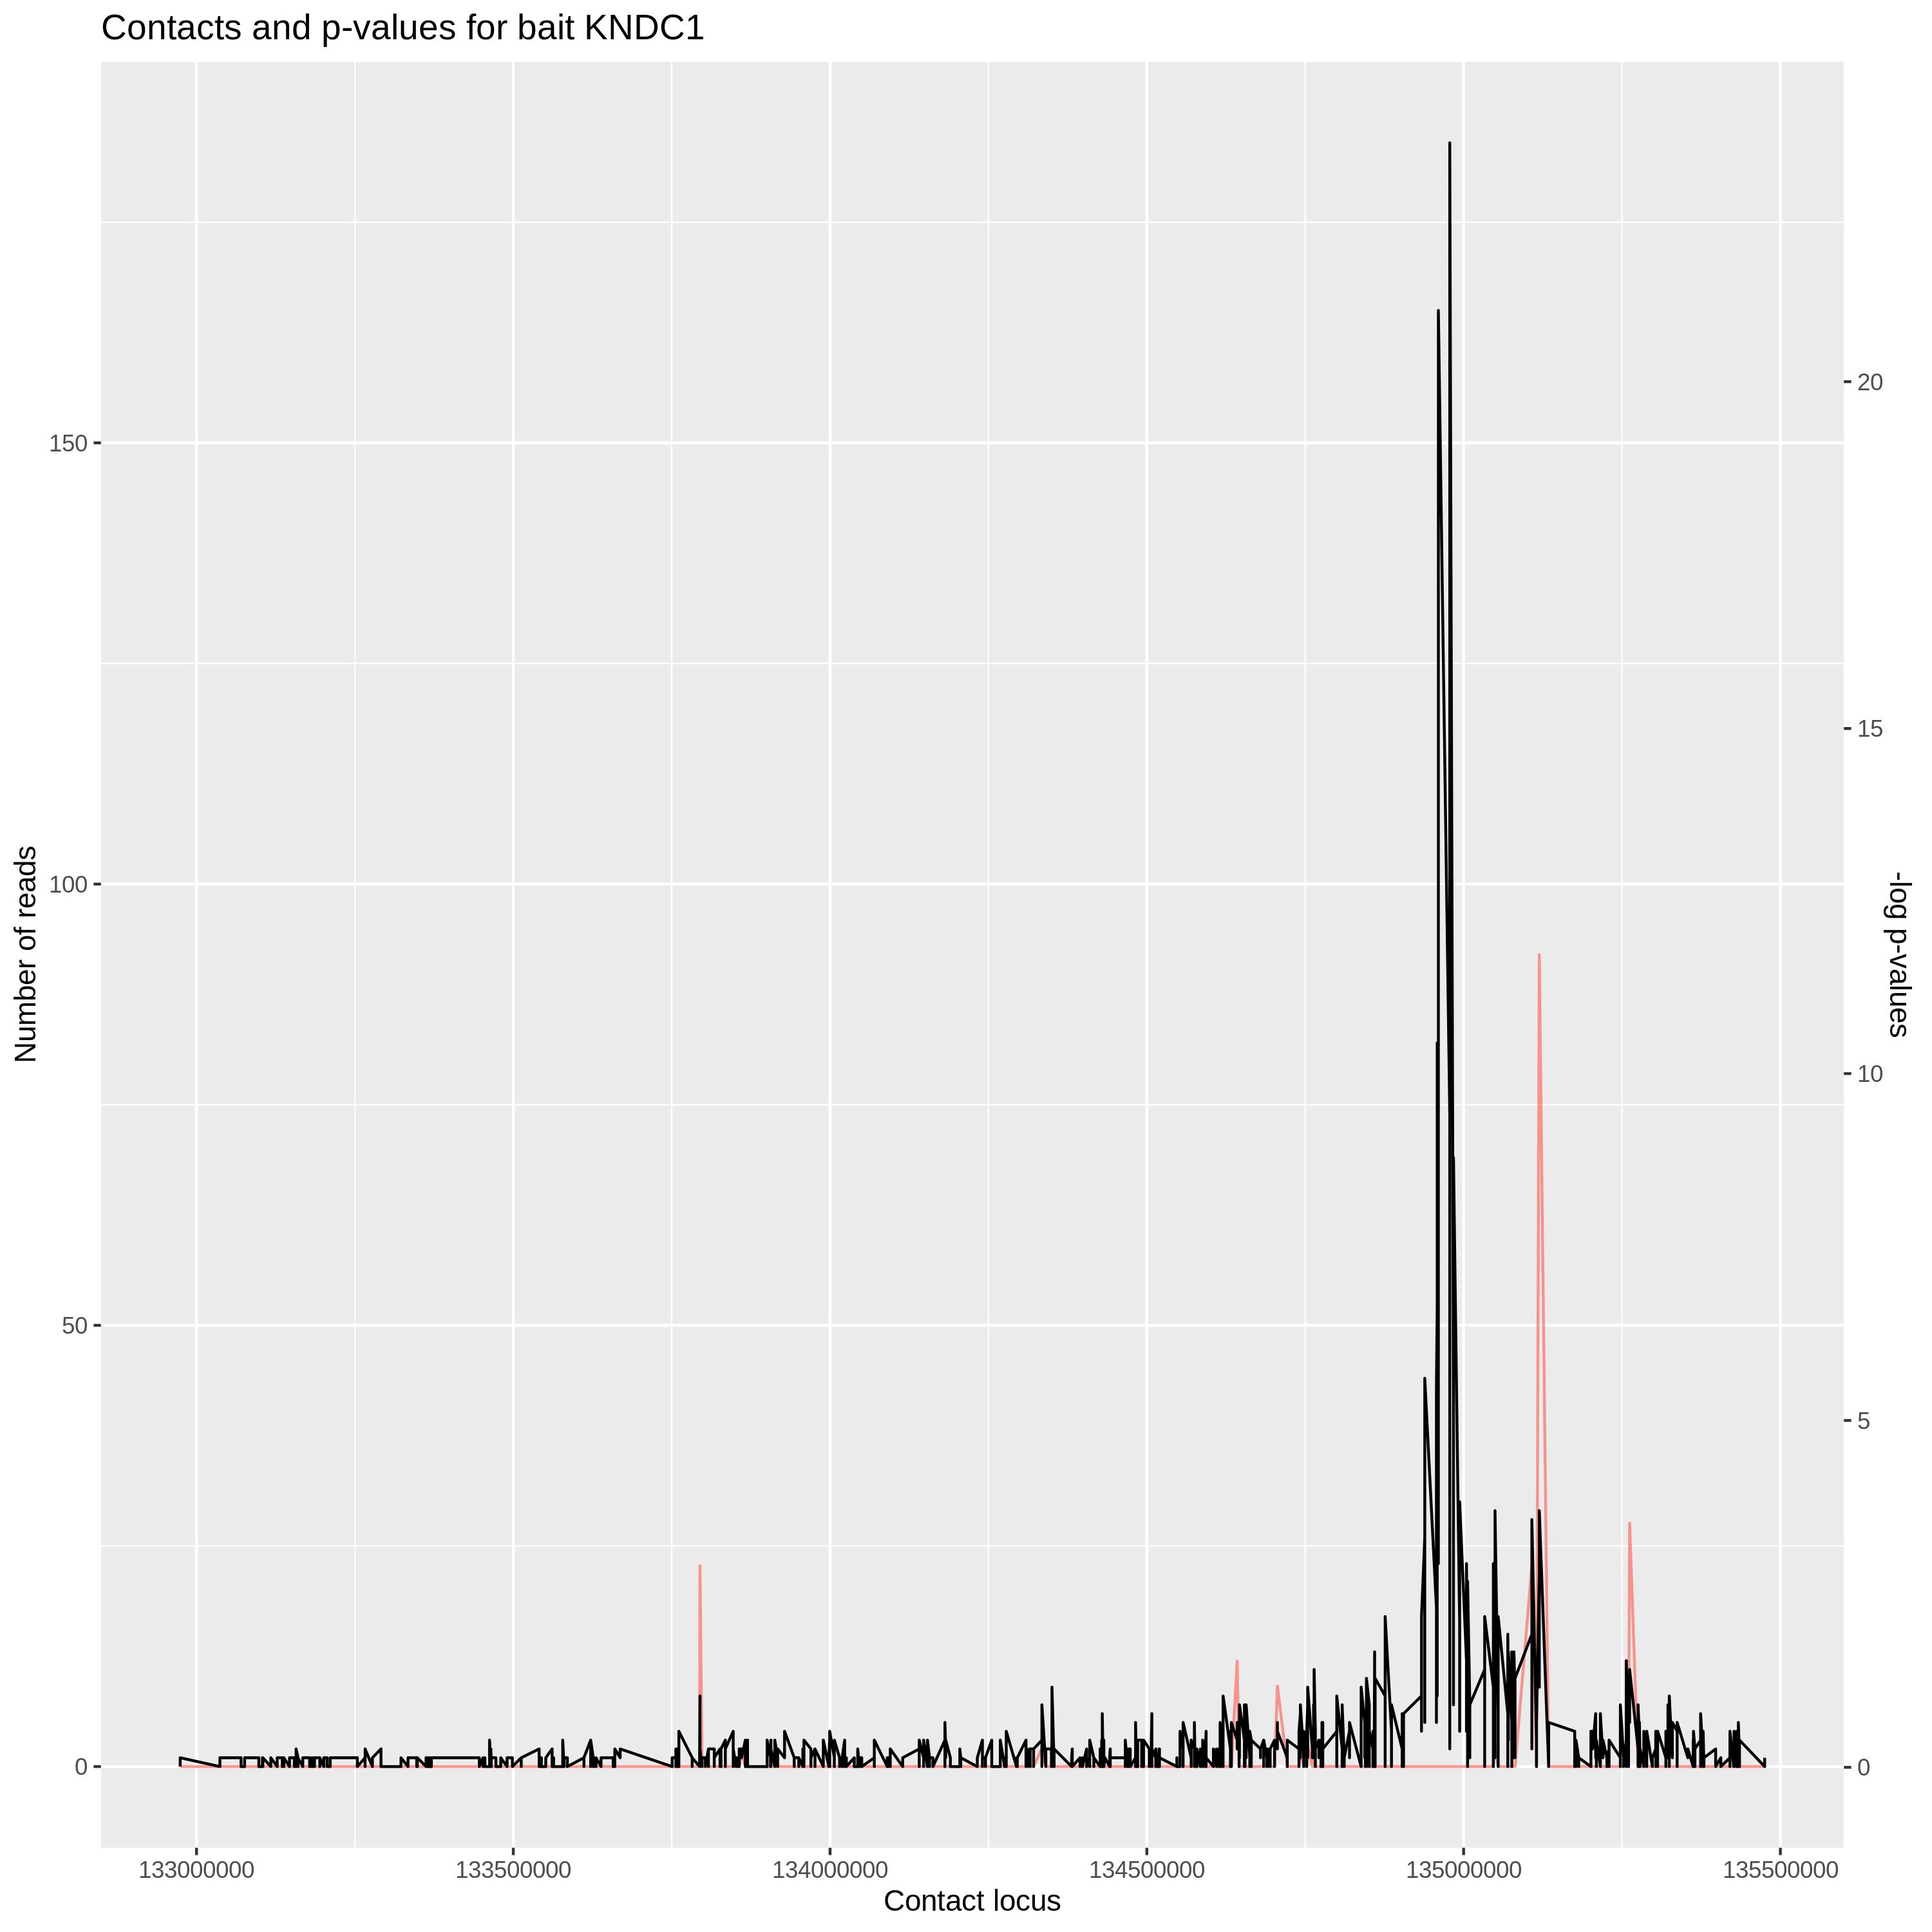 Contacts and p-values for bait KNDC1
Number of reads
150
100
50
0
20
15
10
5
0
-log p-values
133000000 133500000 134000000 134500000 135000000 135500000
Contact locus